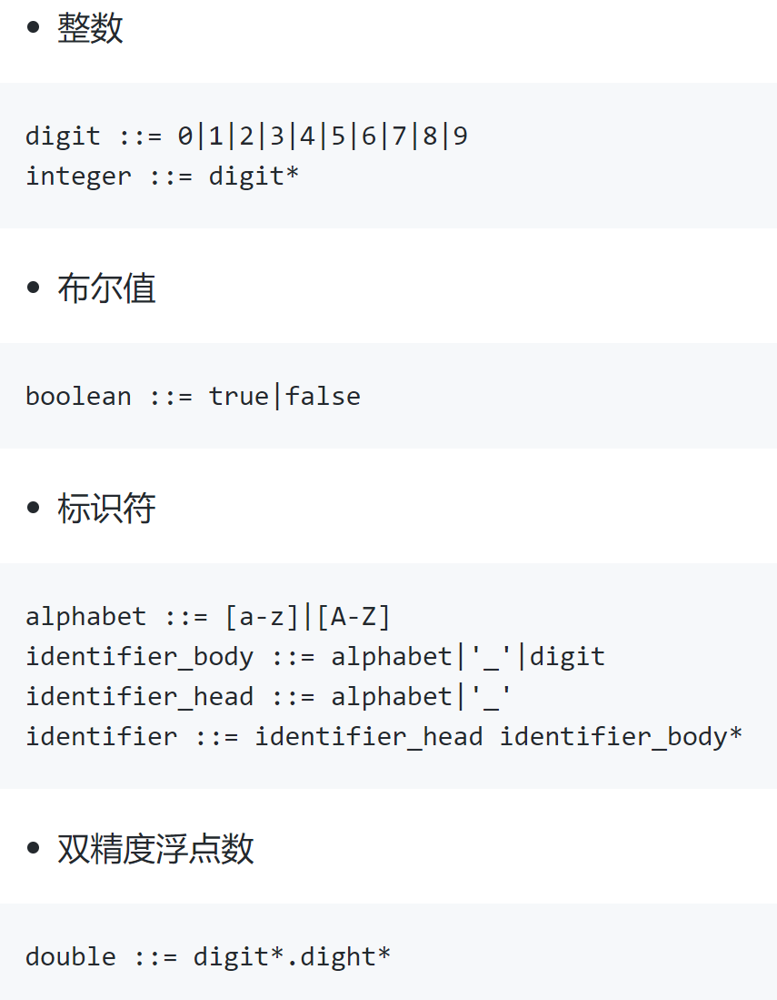 • 整数
digit ::= 0|1|2|3|4|5|6|7|8|9
integer ::= digit*
• 布尔值
boolean ::= true|false
• 标识符
alphabet ::= [a-z]|[A-Z]
identifier_body ::= alphabet|'_'|digit
identifier_head ::= alphabet|'_'
identifier ::= identifier_head identifier_body*
• 双精度浮点数
double ::= digit*.dight*